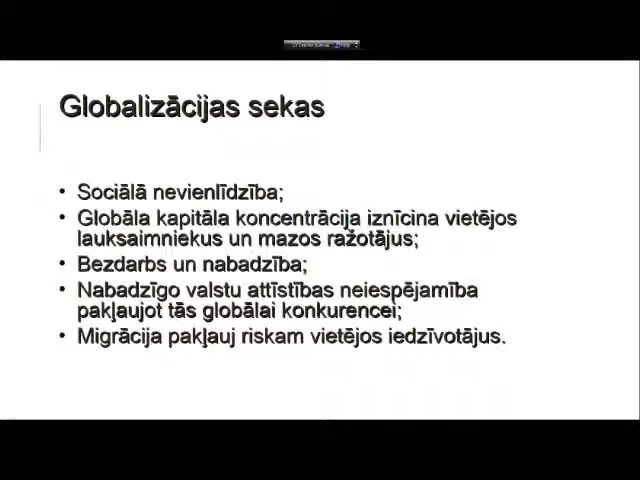 Globalizācijas sekas
• Sociālā nevienlīdzība;
• Globāla kapitāla koncentrācija iznīcina vietējos
lauksaimniekus un mazos ražotājus;
• Bezdarbs un nabadzība;
• Nabadzīgo valstu attīstības neiespējamība
pakļaujot tās globālai konkurencei;
• Migrācija pakļauj riskam vietējos iedzīvotājus.